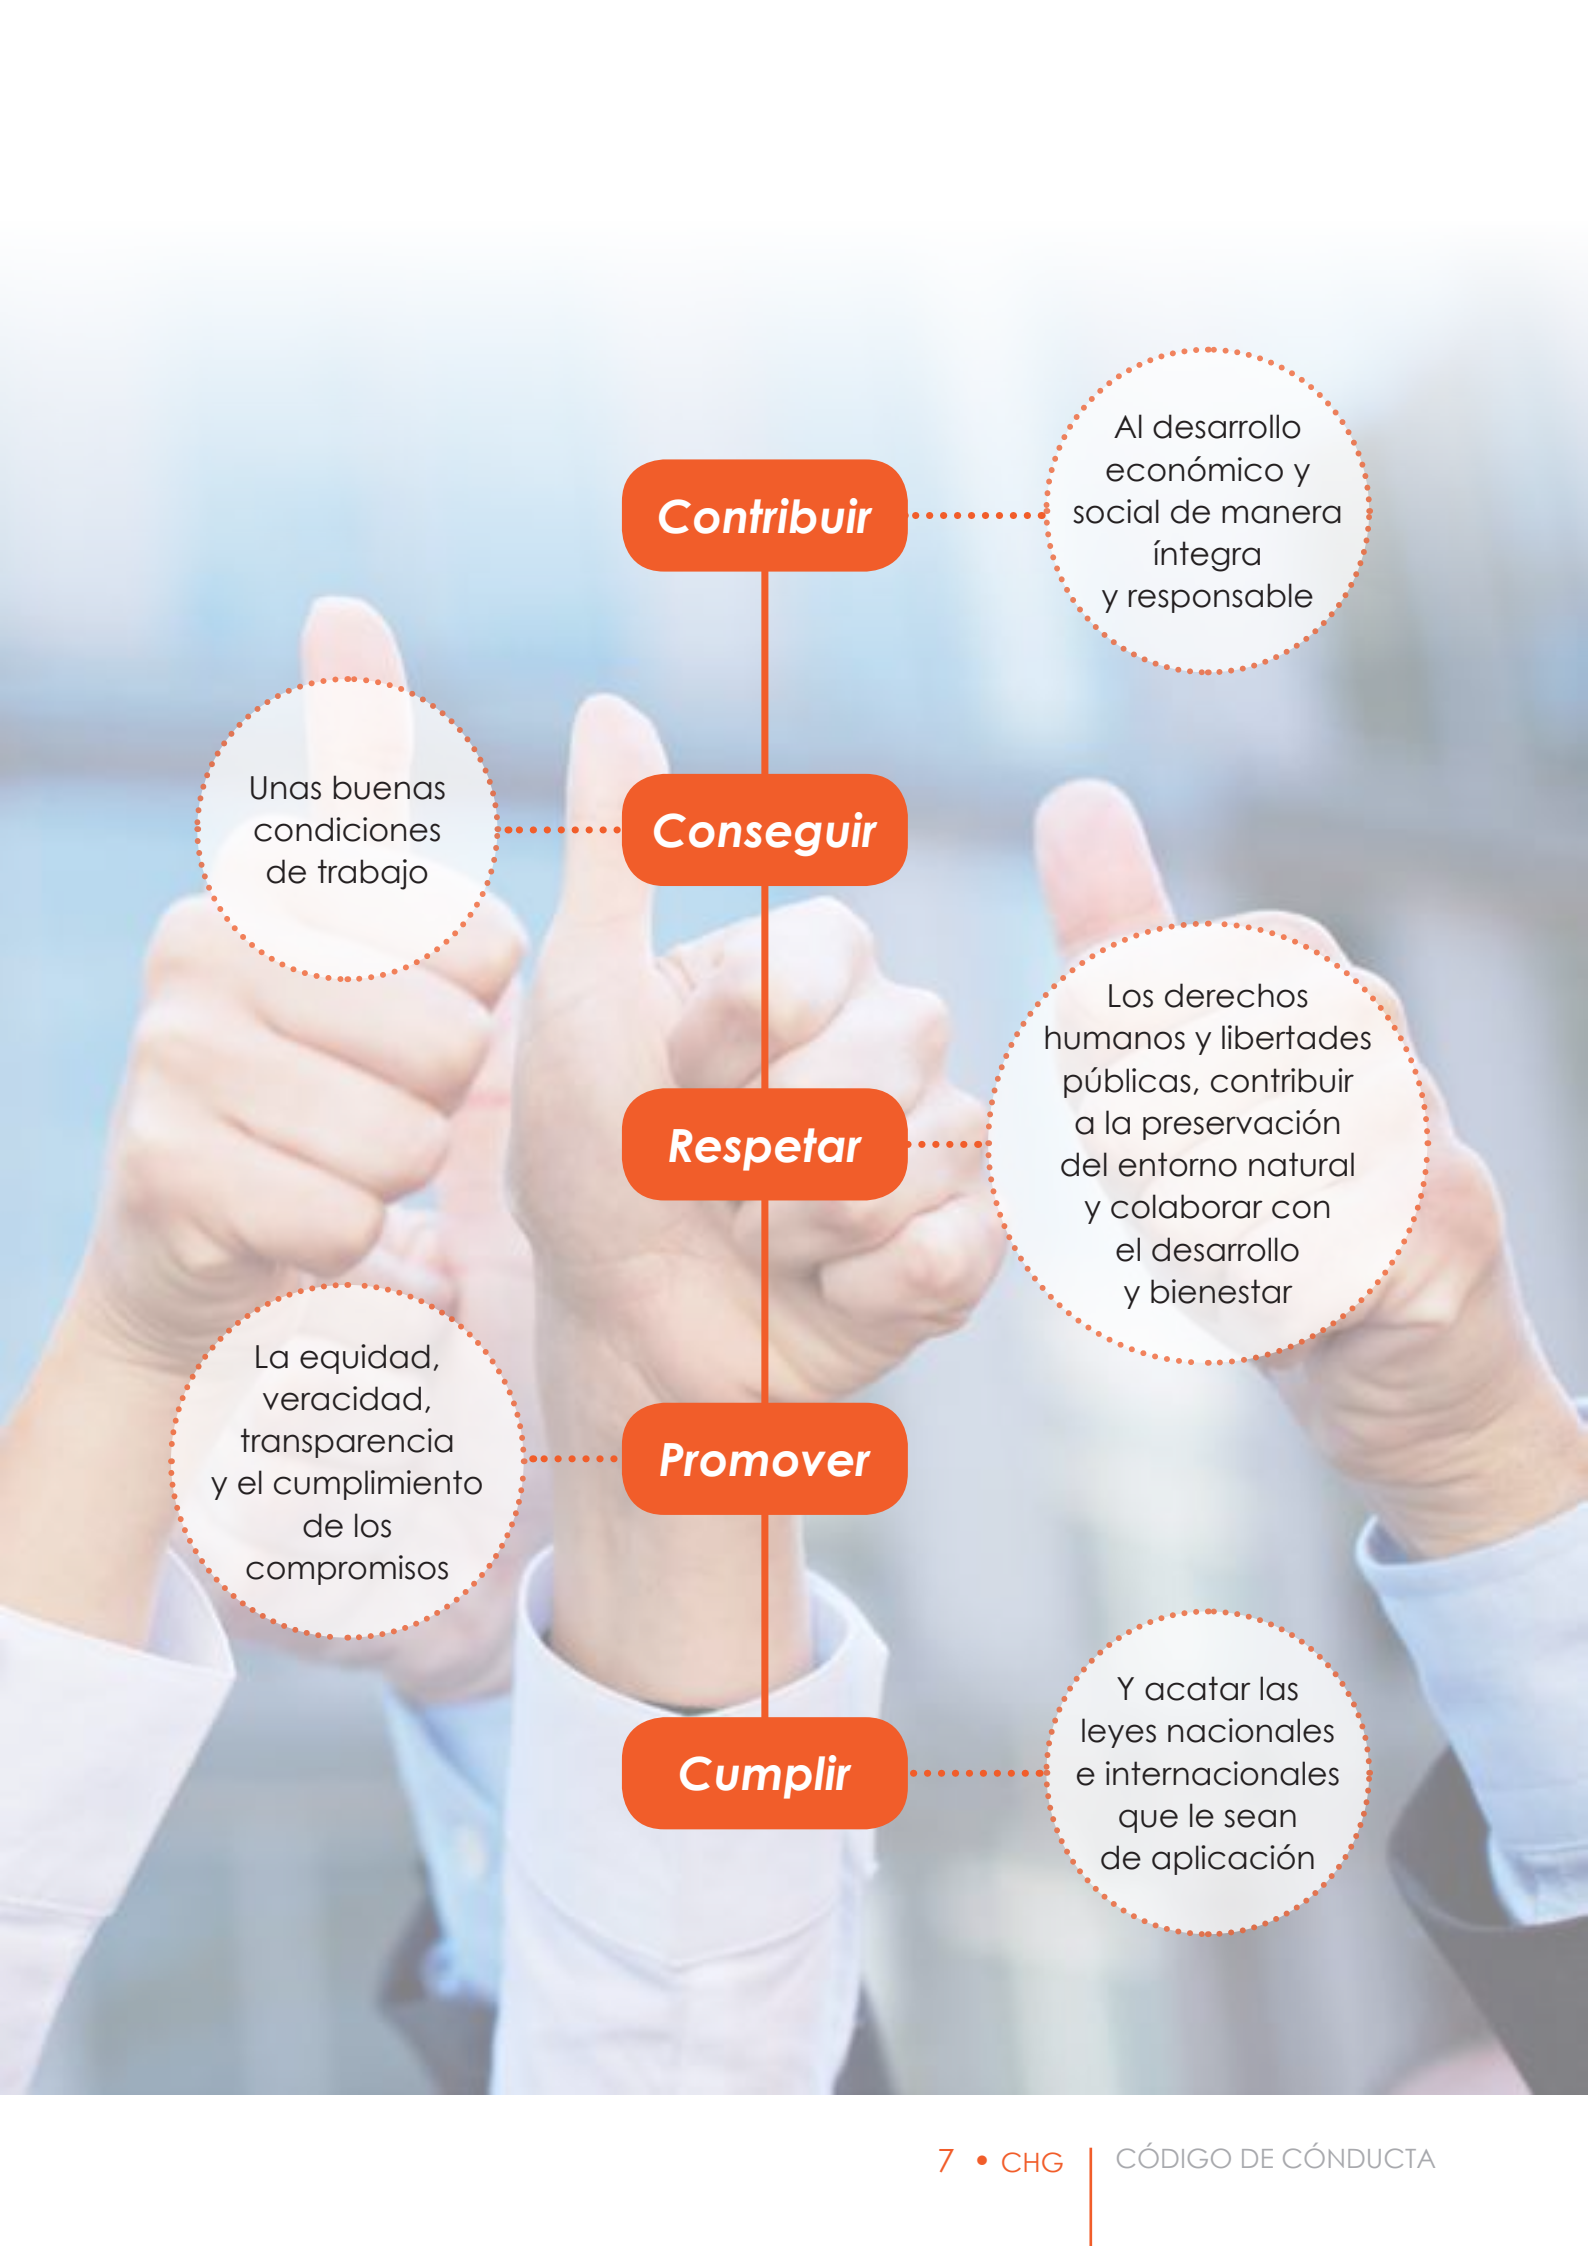 Contribuir
Al desarrollo
económico y
social de manera
íntegra
y responsable
Conseguir
Unas buenas
condiciones
de trabajo
Respetar
Los derechos
humanos y libertades
públicas, contribuir
a la preservación
del entorno natural
y colaborar con
el desarrollo
y bienestar
Promover
La equidad,
veracidad,
transparencia
y el cumplimiento
de los
compromisos
Cumplir
Y acatar las
leyes nacionales
e internacionales
que le sean
de aplicación
7 • CHG
CÓDIGO DE CÓNDUCTA